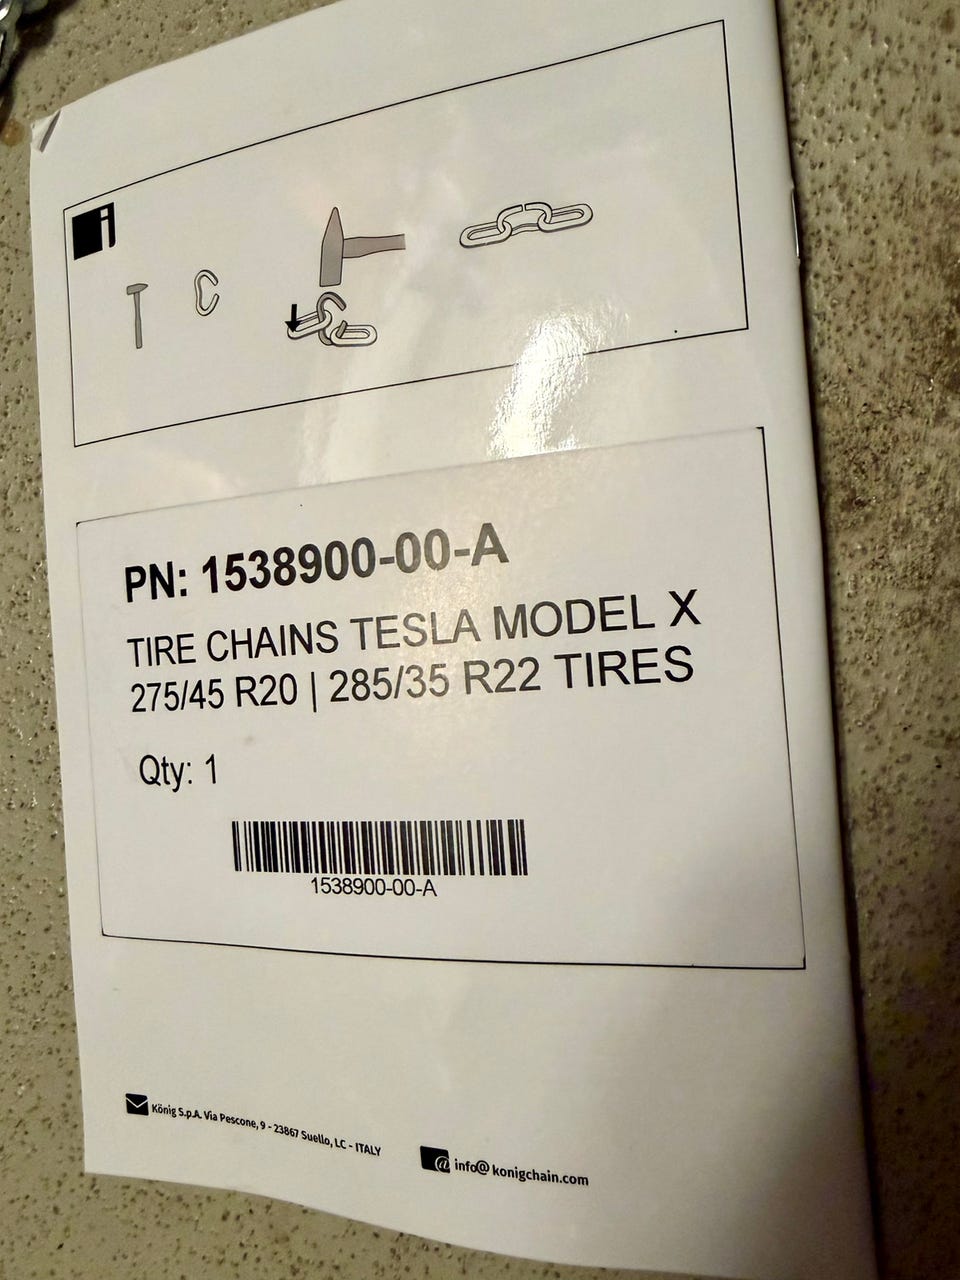 i
PN: 1538900-00-A
TIRE CHAINS TESLA MODEL X
275/45 R20 | 285/35 R22 TIRES
Qty: 1
1538900-00-A
König S.p.A. Via Pescone, 9 - 23867 Suello, LC - ITALY
@ info@konigchain.com